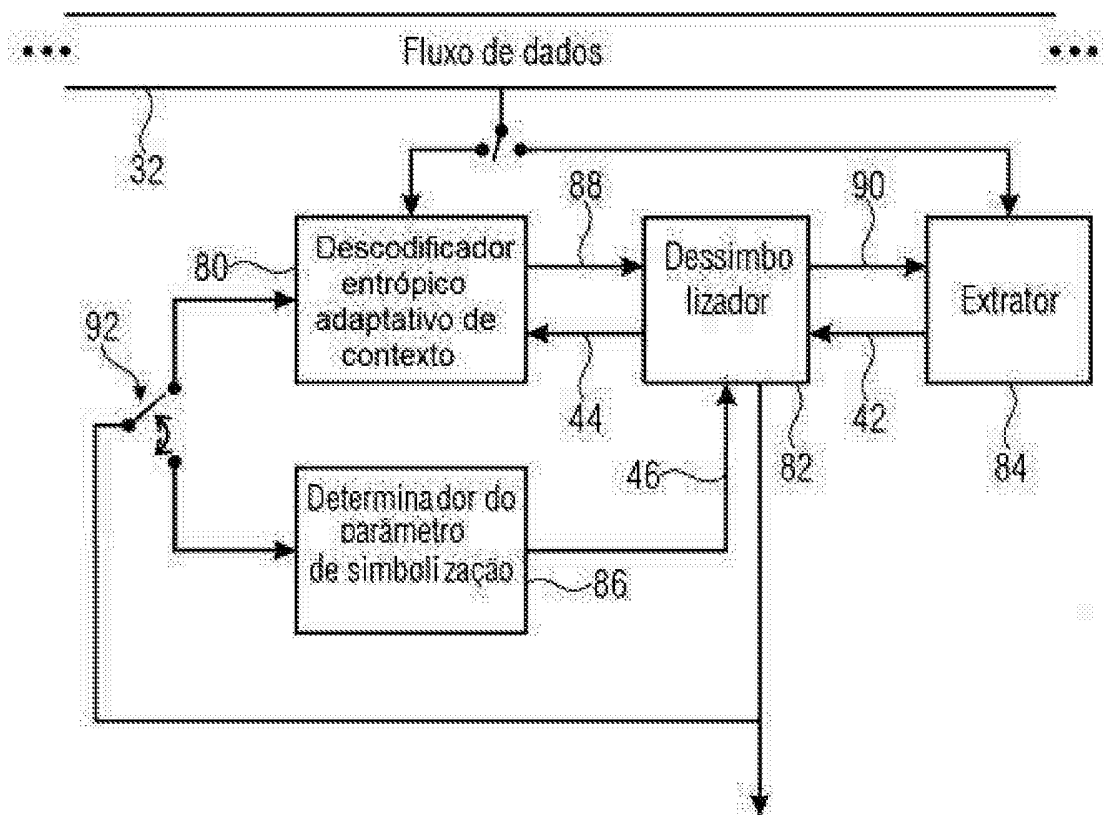 ••• Fluxo de dados •••
32
88
90
80
Descodificador
entrópico
adaptativo de
contexto
Dessimbo
lizador
Extrator
92
44
42
46
82
84
Determinador do
parâmetro
de simbolização
86